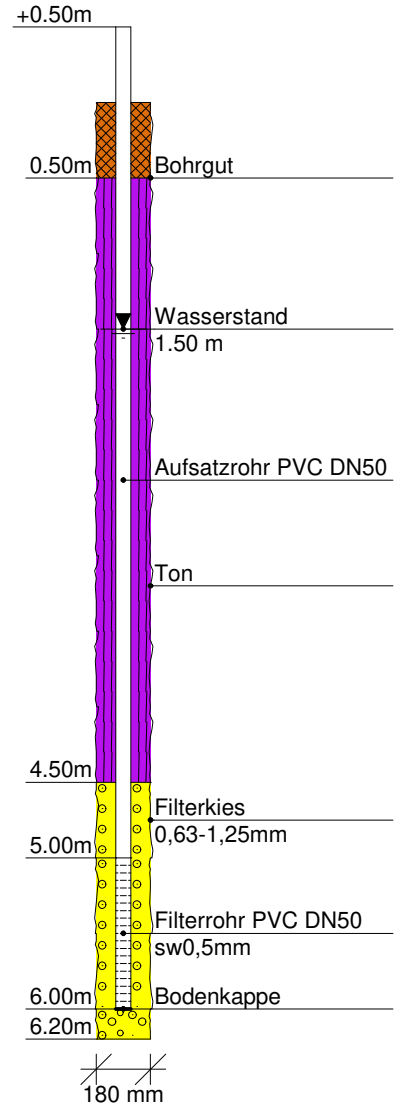 +0.50m
0.50m
Bohrgut
Wasserstand
1.50 m
Aufsatzrohr PVC DN50
Ton
4.50m
Filterkies
0,63-1,25mm
5.00m
Filterrohr PVC DN50
sw0,5mm
6.00m
Bodenkappe
6.20m
180 mm